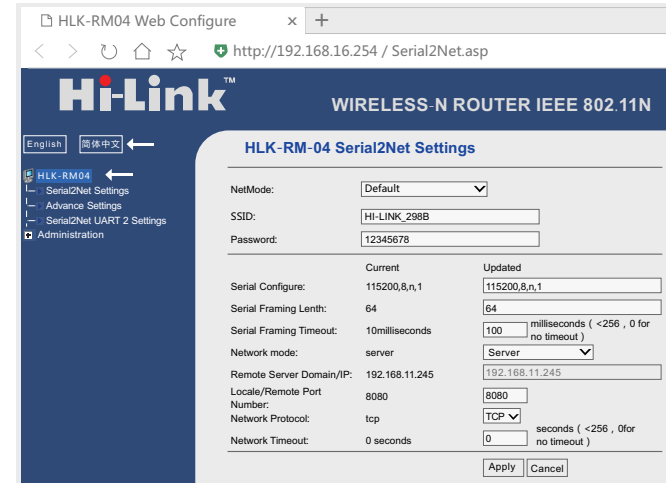 HLK-RM04 Web Configure × +
http://192.168.16.254 / Serial2Net.asp
Hi-Link™
WIRELESS-N ROUTER IEEE 802.11N
English 简体中文
HLK-RM04
Serial2Net Settings
Advance Settings
Serial2Net UART 2 Settings
Administration
HLK-RM-04 Serial2Net Settings
NetMode: Default
SSID: HI-LINK_298B
Password: 12345678
Current Updated
Serial Configure: 115200,8,n,1 115200,8,n,1
Serial Framing Lenth: 64 64
Serial Framing Timeout: 10milliseconds 100 milliseconds ( <256 , 0 for
no timeout )
Network mode: server Server
Remote Server Domain/IP: 192.168.11.245 192.168.11.245
Locale/Remote Port
Number: 8080 8080
Network Protocol: tcp TCP
Network Timeout: 0 seconds 0 seconds ( <256 , 0for
no timeout )
Apply Cancel